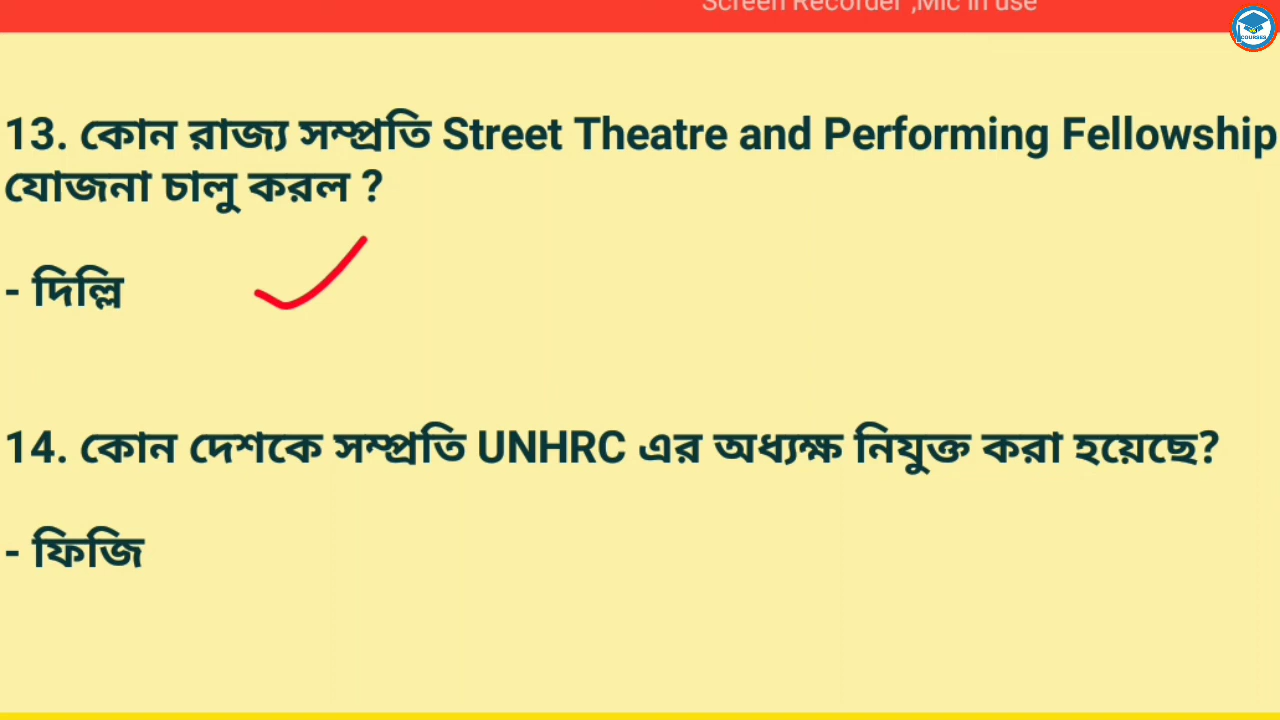 Screen Recorder ,Mic in use
COURSES
13. কোন রাজ্য সম্প্রতি Street Theatre and Performing Fellowship
যোজনা চালু করল ?
- দিল্লি
14. কোন দেশকে সম্প্রতি UNHRC এর অধ্যক্ষ নিযুক্ত করা হয়েছে?
- ফিজি